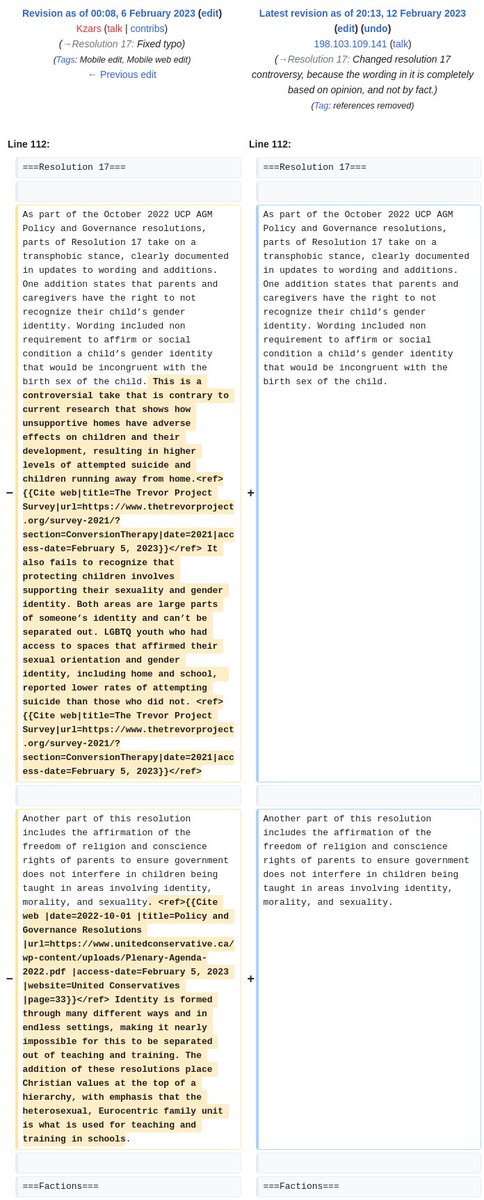 Revision as of 00:08, 6 February 2023 (edit)
Kzars (talk | contribs)
(→Resolution 17: Fixed typo)
(Tags: Mobile edit, Mobile web edit)
← Previous edit
Latest revision as of 20:13, 12 February 2023
(edit) (undo)
198.103.109.141 (talk)
(→Resolution 17: Changed resolution 17
controversy, because the wording in it is completely
based on opinion, and not by fact.)
(Tag: references removed)
Line 112:
Line 112:
===Resolution 17===
===Resolution 17===
−
As part of the October 2022 UCP AGM
Policy and Governance resolutions,
parts of Resolution 17 take on a
transphobic stance, clearly documented
in updates to wording and additions.
One addition states that parents and
caregivers have the right to not
recognize their child’s gender
identity. Wording included non
requirement to affirm or social
condition a child’s gender identity
that would be incongruent with the
birth sex of the child. This is a
controversial take that is contrary to
current research that shows how
unsupportive homes have adverse
effects on children and their
development, resulting in higher
levels of attempted suicide and
children running away from home.<ref>
{{Cite web|title=The Trevor Project
Survey|url=https://www.thetrevorproject
.org/survey-2021/?
section=ConversionTherapy|date=2021|acc
ess-date=February 5, 2023}}</ref> It
also fails to recognize that
protecting children involves
supporting their sexuality and gender
identity. Both areas are large parts
of someone’s identity and can’t be
separated out. LGBTQ youth who had
access to spaces that affirmed their
sexual orientation and gender
identity, including home and school,
reported lower rates of attempting
suicide than those who did not. <ref>
{{Cite web|title=The Trevor Project
Survey|url=https://www.thetrevorproject
.org/survey-2021/?
section=ConversionTherapy|date=2021|acc
ess-date=February 5, 2023}}</ref>
+
As part of the October 2022 UCP AGM
Policy and Governance resolutions,
parts of Resolution 17 take on a
transphobic stance, clearly documented
in updates to wording and additions.
One addition states that parents and
caregivers have the right to not
recognize their child’s gender
identity. Wording included non
requirement to affirm or social
condition a child’s gender identity
that would be incongruent with the
birth sex of the child.
−
Another part of this resolution
includes the affirmation of the
freedom of religion and conscience
rights of parents to ensure government
does not interfere in children being
taught in areas involving identity,
morality, and sexuality. <ref>{{Cite
web |date=2022-10-01 |title=Policy and
Governance Resolutions
|url=https://www.unitedconservative.ca/
wp-content/uploads/Plenary-Agenda-
2022.pdf |access-date=February 5, 2023
|website=United Conservatives
|page=33}}</ref> Identity is formed
through many different ways and in
endless settings, making it nearly
impossible for this to be separated
out of teaching and training. The
addition of these resolutions place
Christian values at the top of a
hierarchy, with emphasis that the
heterosexual, Eurocentric family unit
is what is used for teaching and
training in schools.
+
Another part of this resolution
includes the affirmation of the
freedom of religion and conscience
rights of parents to ensure government
does not interfere in children being
taught in areas involving identity,
morality, and sexuality.
===Factions===
===Factions===